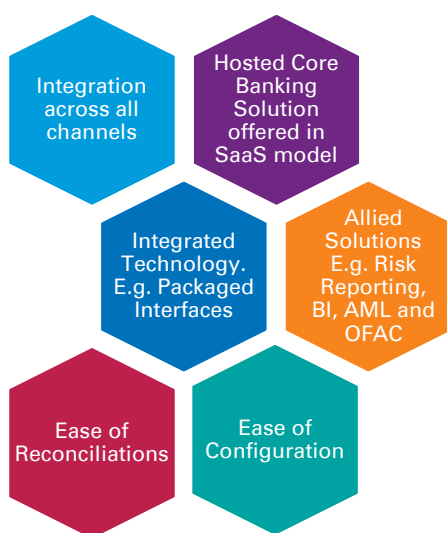 Integration
across all
channels
Hosted Core
Banking
Solution
offered in
SaaS model
Integrated
Technology.
E.g. Packaged
Interfaces
Allied
Solutions
E.g. Risk
Reporting,
BI, AML and
OFAC
Ease of
Reconciliations
Ease of
Configuration